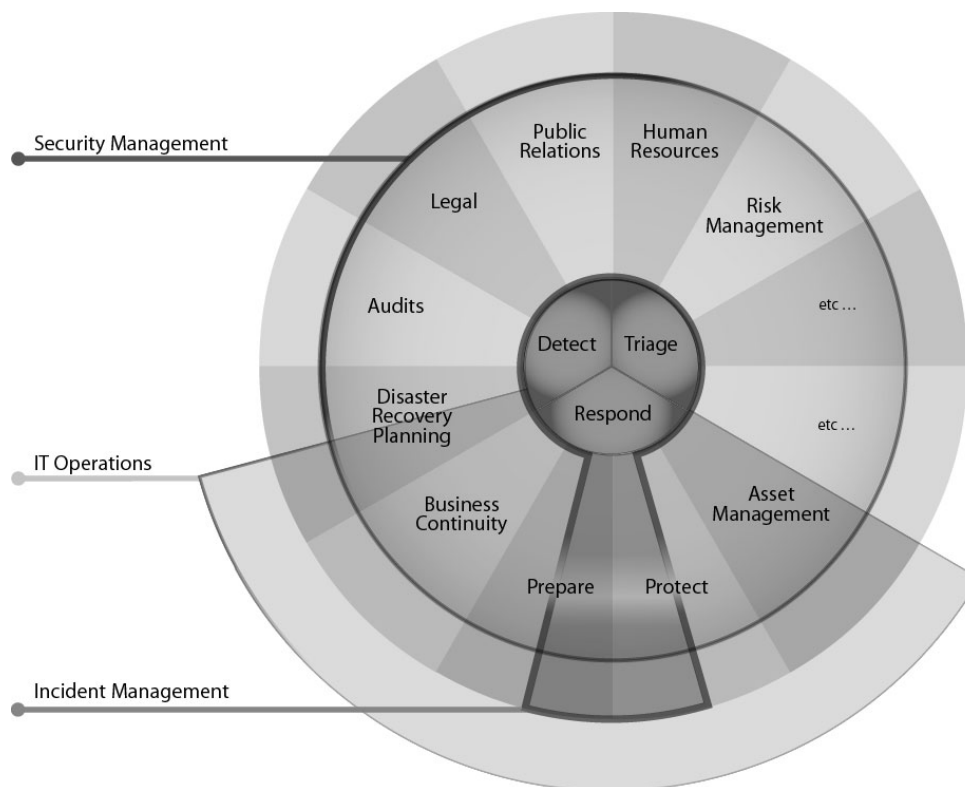 Security Management
Public
Relations
Human
Resources
Legal
Risk
Management
Audits
etc ...
Detect
Triage
Disaster
Recovery
Planning
Respond
etc ...
IT Operations
Business
Continuity
Asset
Management
Prepare
Protect
Incident Management